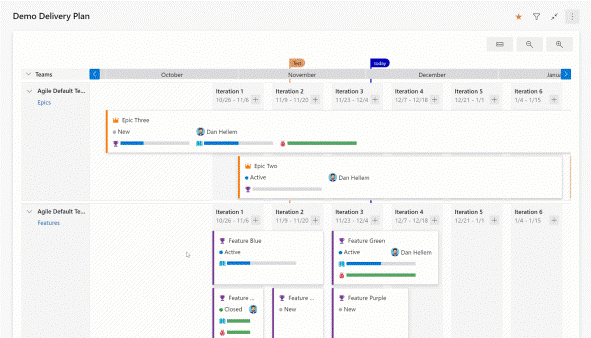 Demo Delivery Plan
Test
today
Teams
October
November
December
Agile Default Te...
Epics
Iteration 1
10/26 - 11/6
Iteration 2
11/9 - 11/20
Iteration 3
11/23 - 12/4
Iteration 4
12/7 - 12/18
Iteration 5
12/21 - 1/1
Iteration 6
1/4 - 1/15
Epic Three
New
Dan Hellem
Epic Two
Active
Dan Hellem
Agile Default Te...
Features
Iteration 1
10/26 - 11/6
Iteration 2
11/9 - 11/20
Iteration 3
11/23 - 12/4
Iteration 4
12/7 - 12/18
Iteration 5
12/21 - 1/1
Iteration 6
1/4 - 1/15
Feature Blue
Active
Feature Green
Active
Dan Hellem
Feature ...
Closed
Feature ...
New
Feature Purple
New